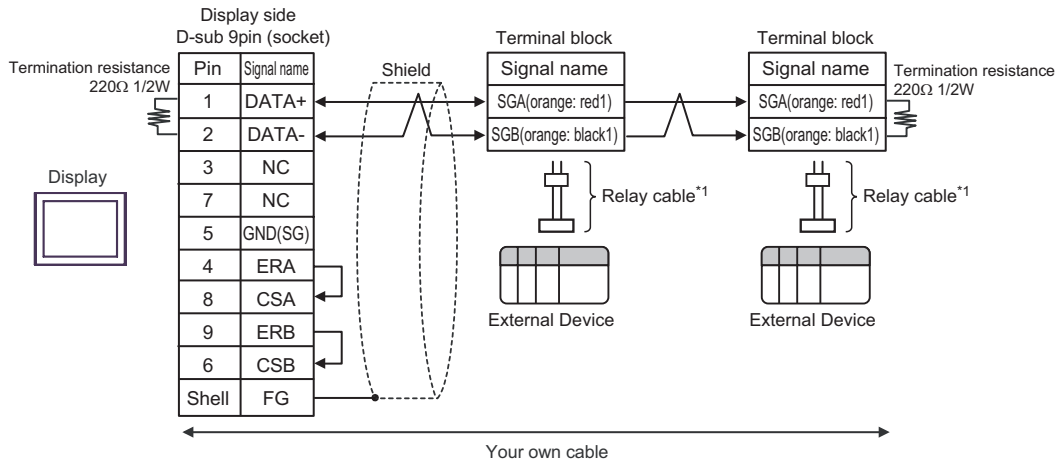 Display side
D-sub 9pin (socket)
Termination resistance
220Ω 1/2W
Pin Signal name
1 DATA+
2 DATA-
3 NC
7 NC
5 GND(SG)
4 ERA
8 CSA
9 ERB
6 CSB
Shell FG
Display
Shield
Terminal block
Signal name
SGA(orange: red1)
SGB(orange: black1)
Relay cable*1
External Device
Terminal block
Signal name
SGA(orange: red1)
SGB(orange: black1)
Termination resistance
220Ω 1/2W
Relay cable*1
External Device
Your own cable